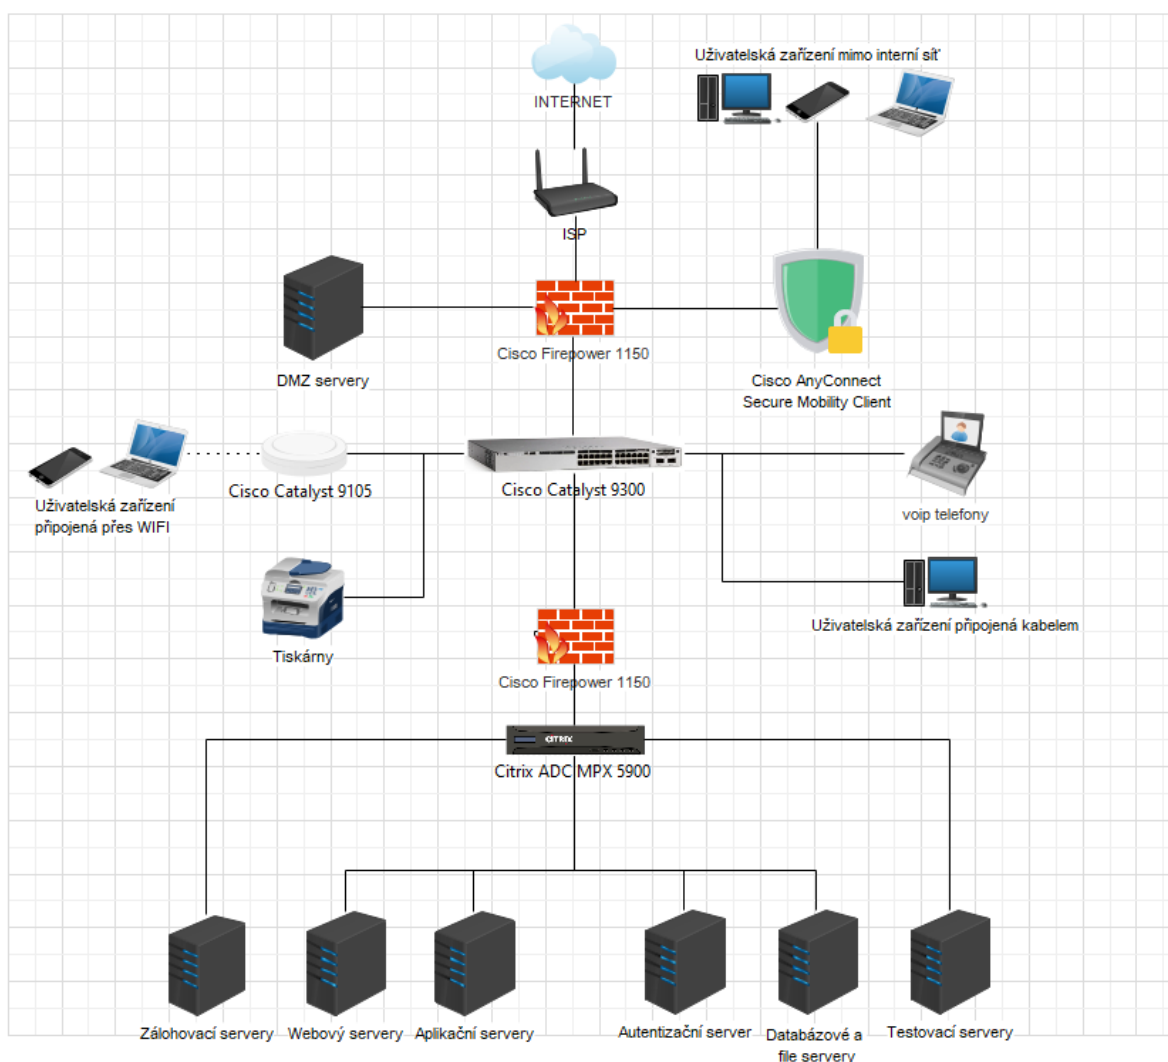 Uživatelská zařízení mimo interní síť
INTERNET
ISP
Cisco Firepower 1150
DMZ servery
Cisco AnyConnect
Secure Mobility Client
Cisco Catalyst 9105
Cisco Catalyst 9300
Uživatelská zařízení
připojená přes WIFI
voip telefony
Tiskárny
Uživatelská zařízení připojená kabelem
Cisco Firepower 1150
CITRIX
Citrix ADC MPX 5900
Zálohovací servery
Webový servery
Aplikační servery
Autentizační server
Databázové a
file servery
Testovací servery